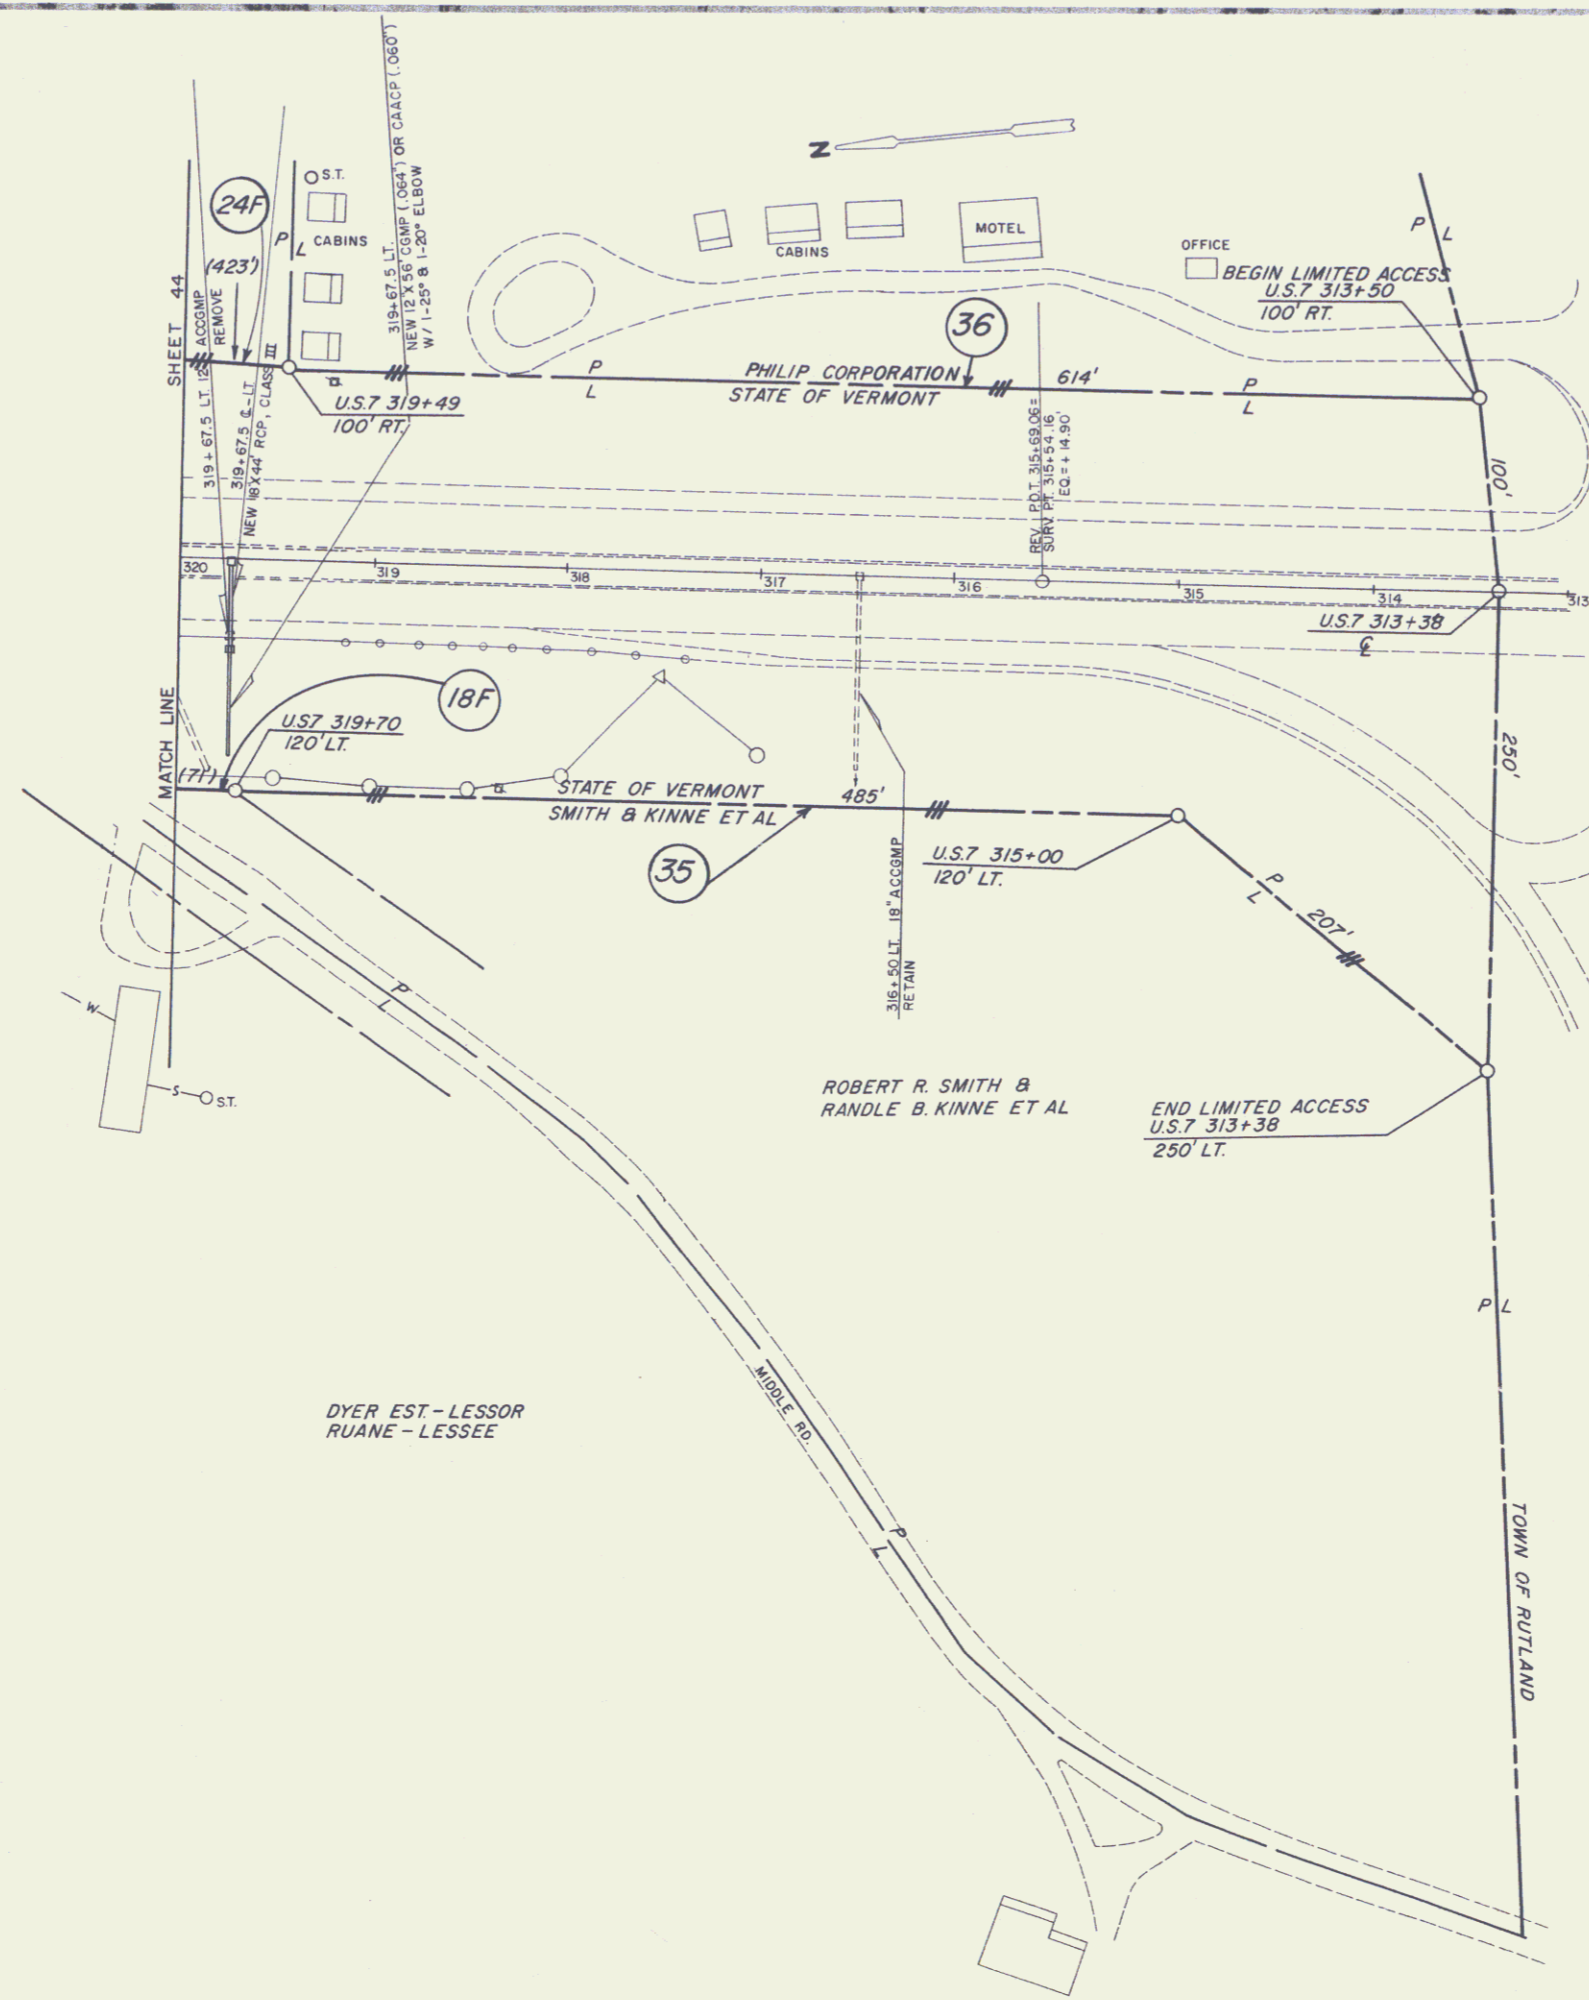 24F
(423')
S.T.
P
L
CABINS
319+67.5 LT.
NEW 12"X 56' CGMP (.064") OR CAACP (.060")
W/ 1-25° & 1-20° ELBOW
N
CABINS
MOTEL
OFFICE
P
L
BEGIN LIMITED ACCESS
U.S.7 313+50
100' RT.
SHEET 44
319 + 67.5 LT. 12" ACCGMP
REMOVE
319+67.5 ℄-LT
NEW 18"X44' RCP, CLASS III
U.S.7 319+49
100' RT.
P
L
36
PHILIP CORPORATION
STATE OF VERMONT
614'
P
L
REV. P.O.T. 315+69.06=
SURV. P.T. 315+54.16'
EQ.=+14.90'
100'
320
319
318
317
316
315
314
313
U.S.7 313+38
℄
18F
MATCH LINE
U.S.7 319+70
120' LT.
(71')
STATE OF VERMONT
SMITH & KINNE ET AL
485'
35
250'
U.S.7 315+00
120' LT.
P
L
207'
316+50 LT. 18" ACCGMP
RETAIN
P
L
W
S
S.T.
ROBERT R. SMITH &
RANDLE B. KINNE ET AL
END LIMITED ACCESS
U.S.7 313+38
250' LT.
P L
MIDDLE RD.
DYER EST. - LESSOR
RUANE - LESSEE
P
L
TOWN OF RUTLAND